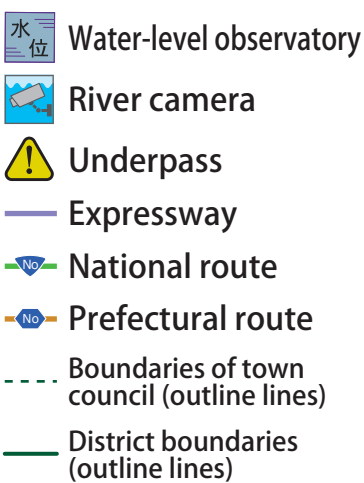 水位
Water-level observatory
River camera
!
Underpass
Expressway
No
National route
No
Prefectural route
Boundaries of town
council (outline lines)
District boundaries
(outline lines)